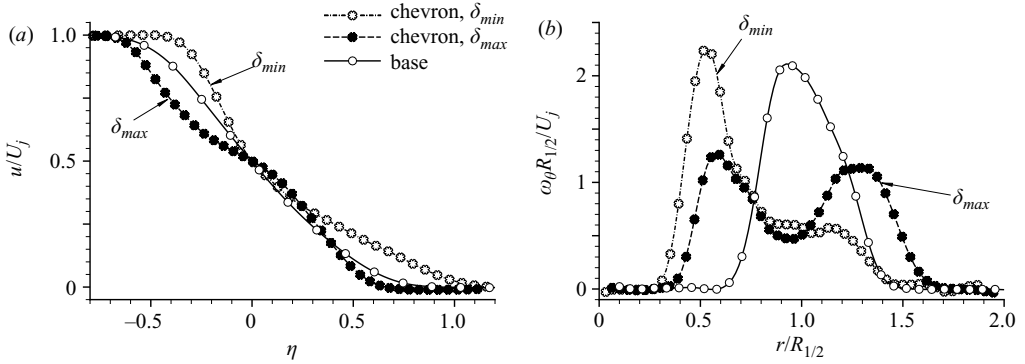 (a)
chevron, δmin
chevron, δmax
base
δmin
δmax
1.0
0.5
0
u/Uj
−0.5
0
0.5
1.0
η
(b)
δmin
δmax
2
1
0
ωθR1/2/Uj
0
0.5
1.0
1.5
2.0
r/R1/2